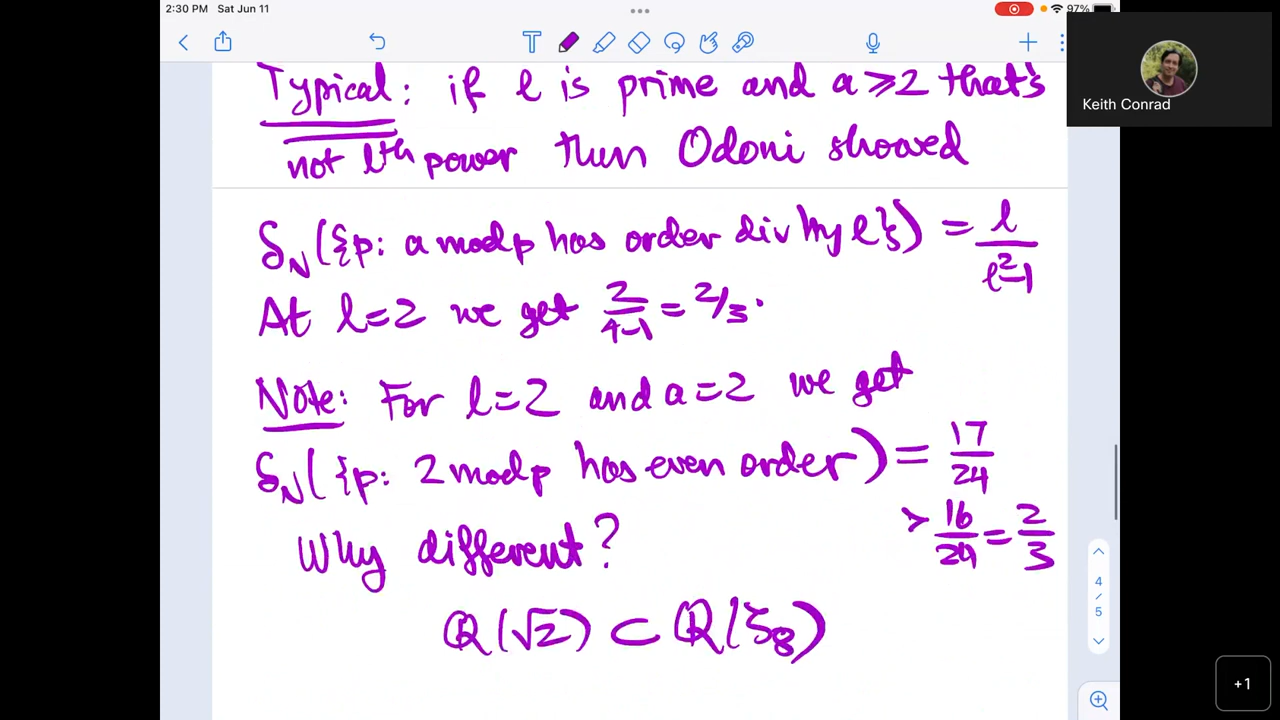 2:30 PM Sat Jun 11
97%
Keith Conrad
Typical: if l is prime and a ⩾ 2 that's
not lth power then Odoni showed
δ_N({p: a mod p has order div by l}) = l/(l²-1)
At l=2 we get 2/(4-1) = 2/3.
Note: For l=2 and a=2 we get
δ_N({p: 2 mod p has even order) = 17/24
> 16/24 = 2/3
Why different?
Q(√2) ⊂ Q(ζ₈)
4
/
5
+1